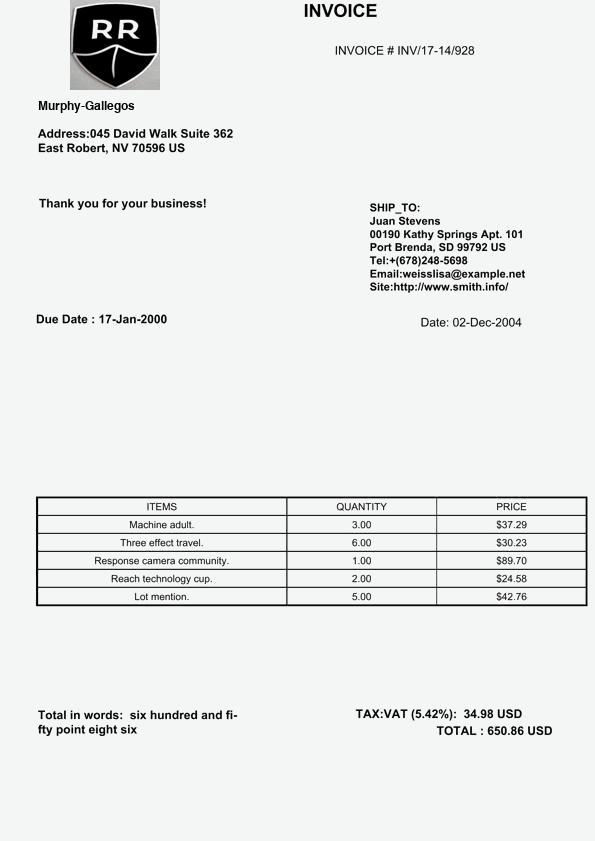 RR
INVOICE
INVOICE # INV/17-14/928
Murphy-Gallegos
Address:045 David Walk Suite 362
East Robert, NV 70596 US
Thank you for your business!
SHIP_TO:
Juan Stevens
00190 Kathy Springs Apt. 101
Port Brenda, SD 99792 US
Tel:+(678)248-5698
Email:weisslisa@example.net
Site:http://www.smith.info/
Due Date : 17-Jan-2000
Date: 02-Dec-2004
ITEMS QUANTITY PRICE
Machine adult. 3.00 $37.29
Three effect travel. 6.00 $30.23
Response camera community. 1.00 $89.70
Reach technology cup. 2.00 $24.58
Lot mention. 5.00 $42.76
Total in words: six hundred and fi-
fty point eight six
TAX:VAT (5.42%): 34.98 USD
TOTAL : 650.86 USD